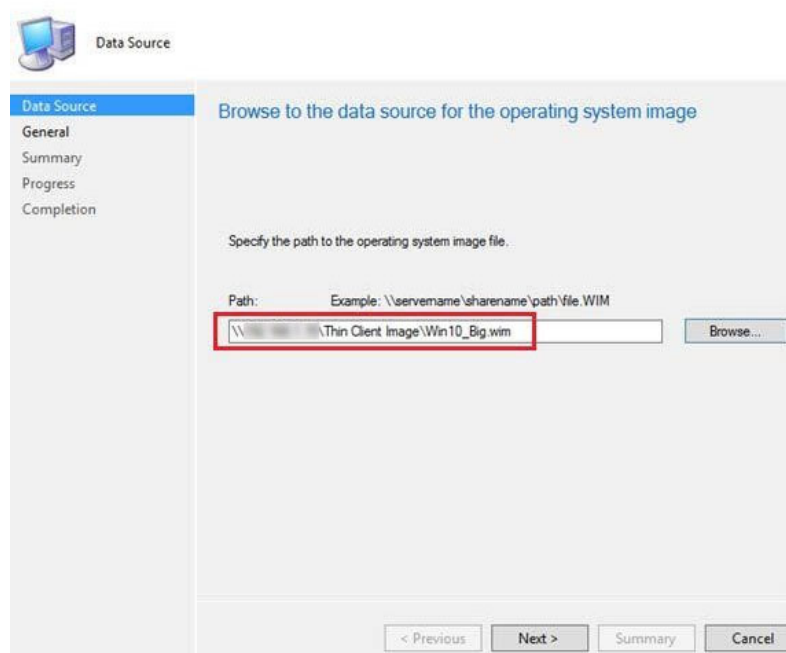 Data Source
Data Source
General
Summary
Progress
Completion
Browse to the data source for the operating system image
Specify the path to the operating system image file.
Path: Example: \\servername\sharename\path\file.WIM
\\ \Thin Client Image\Win10_Big.wim
Browse...
< Previous Next > Summary Cancel